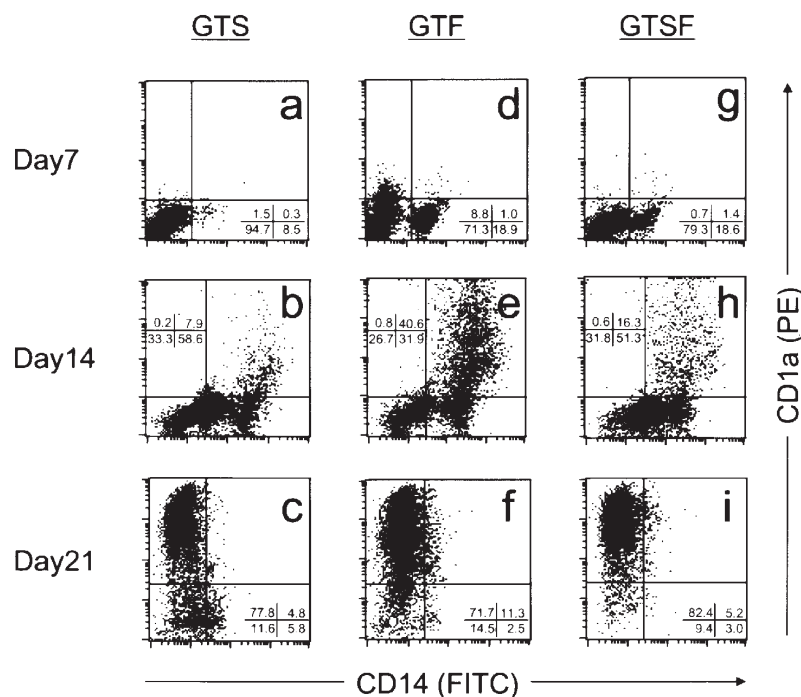 GTS GTF GTSF
Day7
a
1.5 0.3
94.7 8.5
d
8.8 1.0
71.3 18.9
g
0.7 1.4
79.3 18.6
Day14
b
0.2 7.9
33.3 58.6
e
0.8 40.6
26.7 31.9
h
0.6 16.3
31.8 51.3
Day21
c
77.8 4.8
11.6 5.8
f
71.7 11.3
14.5 2.5
i
82.4 5.2
9.4 3.0
CD1a (PE)
CD14 (FITC)